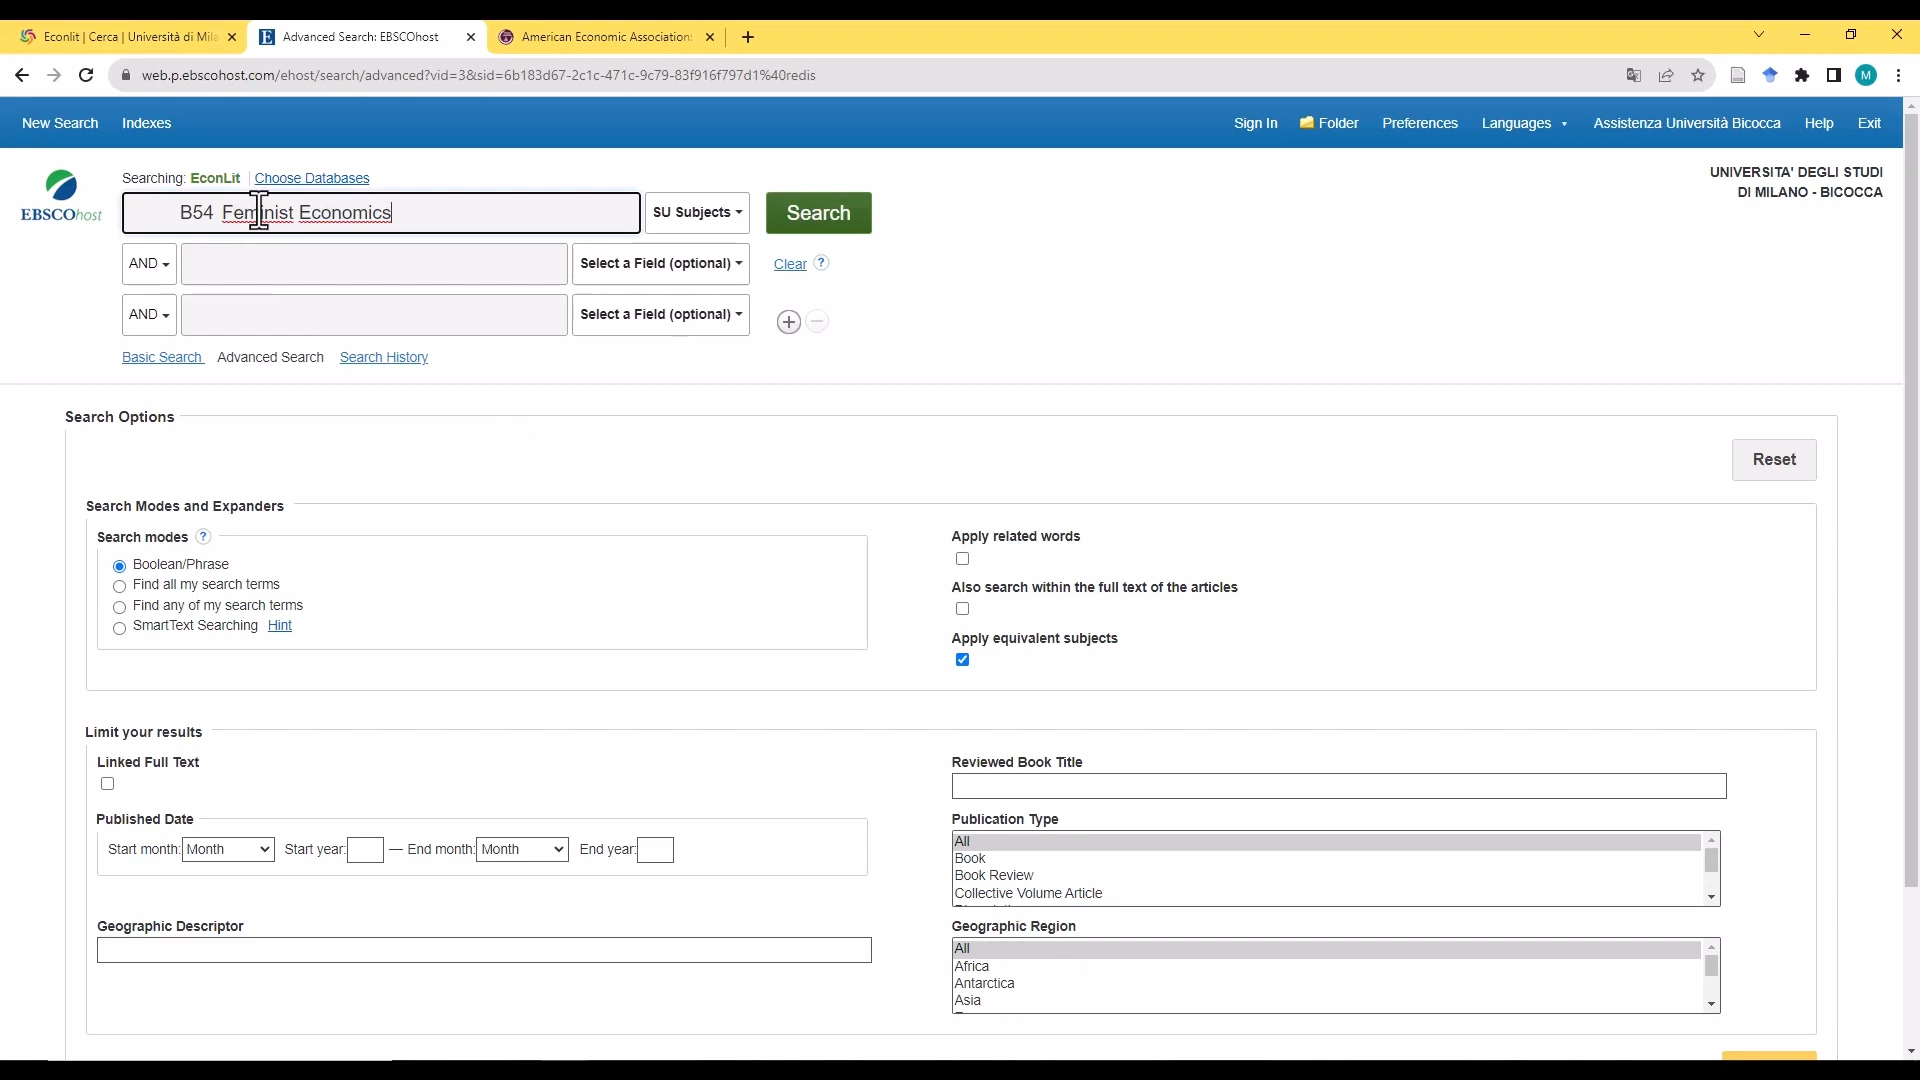 Econlit | Cerca | Università di Mila
Advanced Search: EBSCOhost
American Economic Association:
web.p.ebscohost.com/ehost/search/advanced?vid=3&sid=6b183d67-2c1c-471c-9c79-83f916f797d1%40redis
M
New Search Indexes
Sign In Folder Preferences Languages Assistenza Università Bicocca Help Exit
Searching: EconLit Choose Databases
UNIVERSITA' DEGLI STUDI
DI MILANO - BICOCCA
EBSCOhost
B54 Feminist Economics SU Subjects Search
AND Select a Field (optional) Clear ?
AND Select a Field (optional)
Basic Search Advanced Search Search History
Search Options
Reset
Search Modes and Expanders
Search modes ?
Boolean/Phrase
Find all my search terms
Find any of my search terms
SmartText Searching Hint
Apply related words
Also search within the full text of the articles
Apply equivalent subjects
Limit your results
Linked Full Text
Reviewed Book Title
Published Date
Start month: Month Start year: — End month: Month End year:
Publication Type
All
Book
Book Review
Collective Volume Article
Geographic Descriptor
Geographic Region
All
Africa
Antarctica
Asia